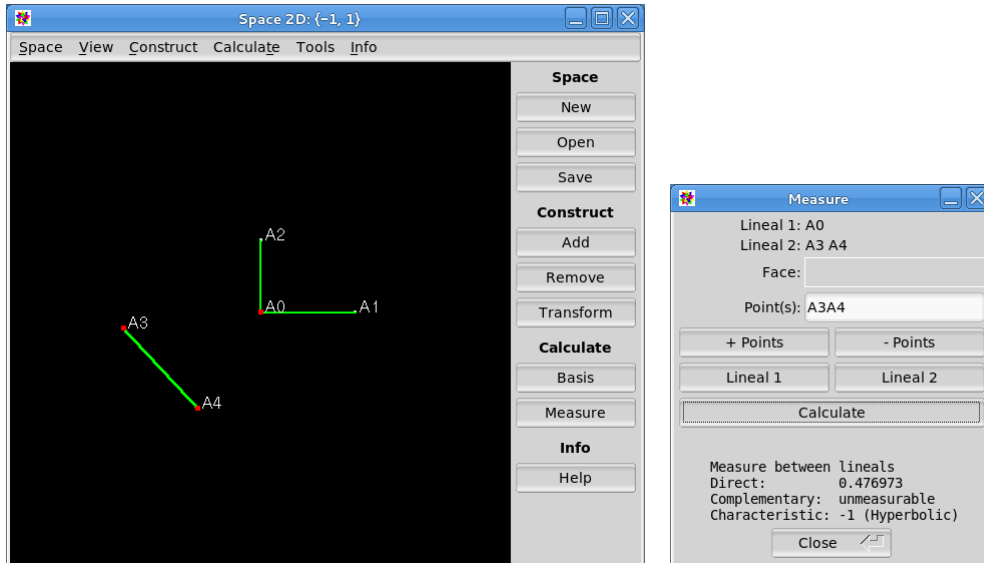 Space 2D: {-1, 1}
Space View Construct Calculate Tools Info
Space
New
Open
Save
Construct
Add
Remove
Transform
Calculate
Basis
Measure
Info
Help
A2
A0
A1
A3
A4
Measure
Lineal 1: A0
Lineal 2: A3 A4
Face:
Point(s): A3A4
+ Points - Points
Lineal 1 Lineal 2
Calculate
Measure between lineals
Direct: 0.476973
Complementary: unmeasurable
Characteristic: -1 (Hyperbolic)
Close